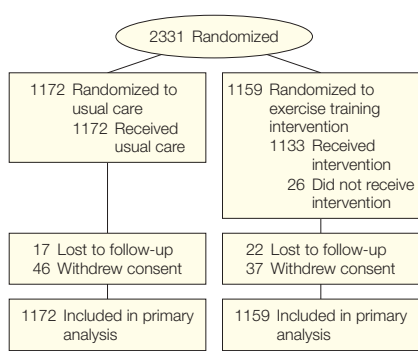 2331 Randomized
1172 Randomized to
usual care
1172 Received
usual care
1159 Randomized to
exercise training
intervention
1133 Received
intervention
26 Did not receive
intervention
17 Lost to follow-up
46 Withdrew consent
22 Lost to follow-up
37 Withdrew consent
1172 Included in primary
analysis
1159 Included in primary
analysis